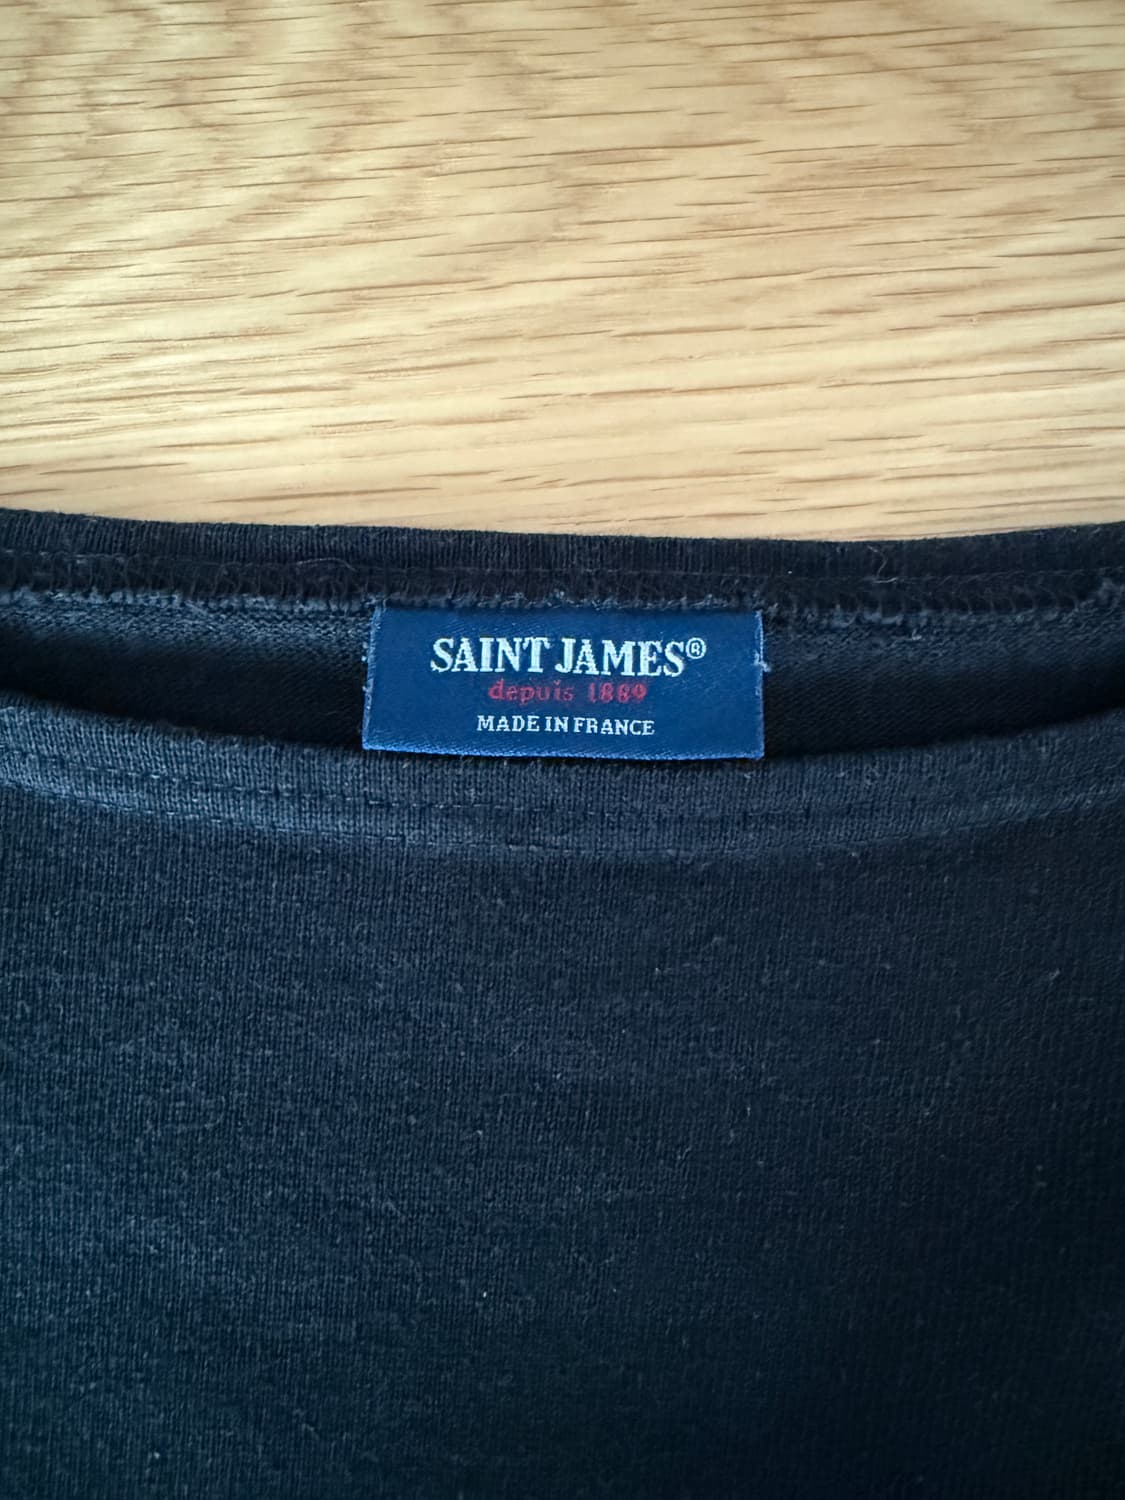 SAINT JAMES®
depuis 1889
MADE IN FRANCE